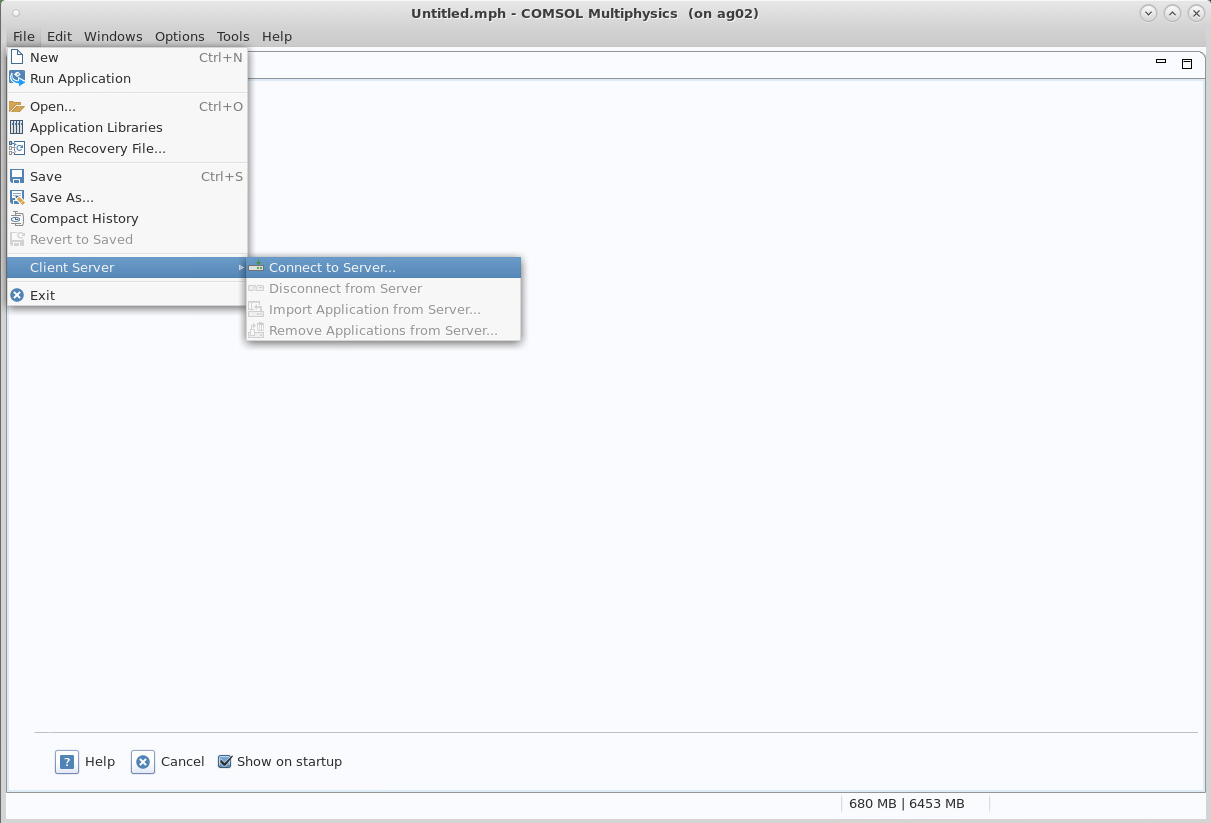 Untitled.mph - COMSOL Multiphysics  (on ag02)
File Edit Windows Options Tools Help
New Ctrl+N
Run Application
Open... Ctrl+O
Application Libraries
Open Recovery File...
Save Ctrl+S
Save As...
Compact History
Revert to Saved
Client Server Connect to Server...
Disconnect from Server
Exit
Import Application from Server...
Remove Applications from Server...
? Help Cancel Show on startup
680 MB | 6453 MB